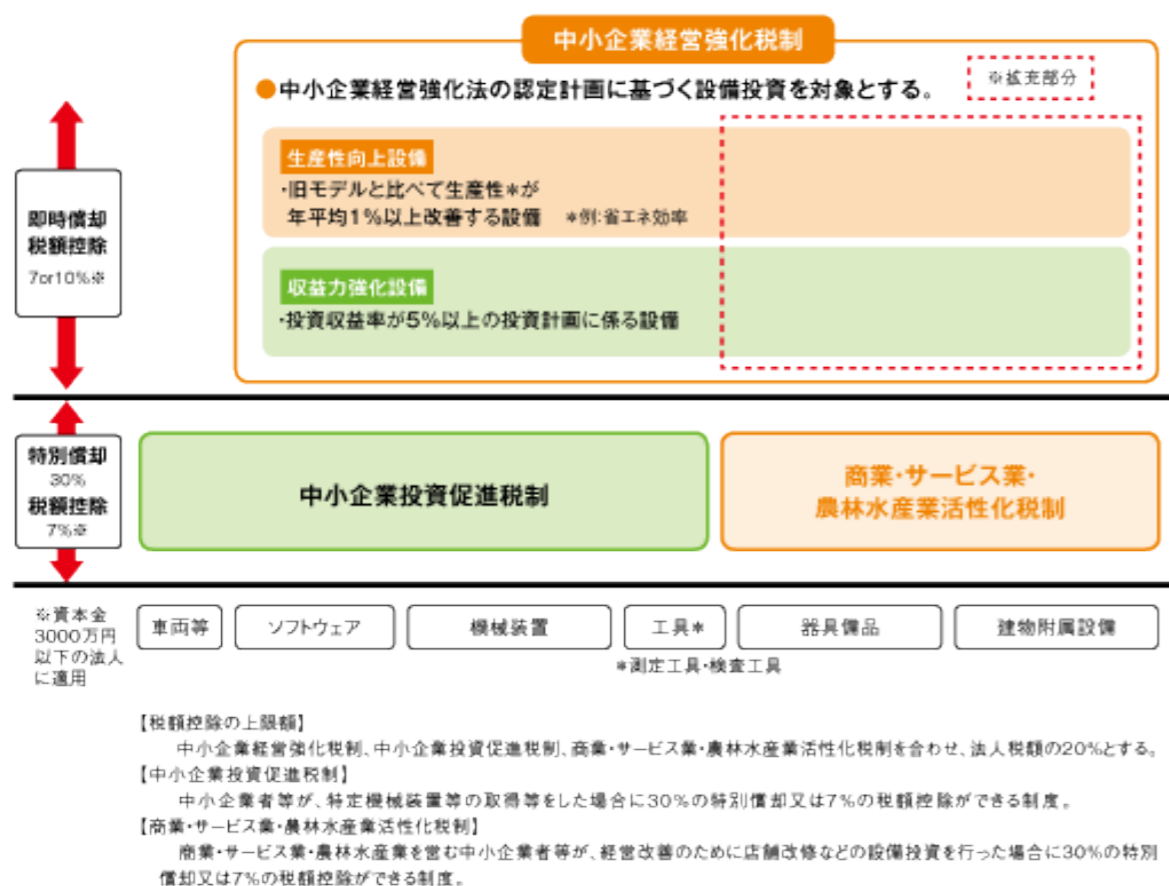 中小企業経営強化税制
●中小企業経営強化法の認定計画に基づく設備投資を対象とする。
※拡充部分
生産性向上設備
・旧モデルと比べて生産性*が
年平均1%以上改善する設備 *例:省エネ効率
即時償却
税額控除
7or10%※
収益力強化設備
・投資収益率が5%以上の投資計画に係る設備
特別償却
30%
税額控除
7%※
中小企業投資促進税制
商業・サービス業・
農林水産業活性化税制
※資本金
3000万円
以下の法人
に適用
車両等
ソフトウェア
機械装置
工具*
器具備品
建物附属設備
*測定工具・検査工具
【税額控除の上限額】
中小企業経営強化税制、中小企業投資促進税制、商業・サービス業・農林水産業活性化税制を合わせ、法人税額の20%とする。
【中小企業投資促進税制】
中小企業者等が、特定機械装置等の取得等をした場合に30%の特別償却又は7%の税額控除ができる制度。
【商業・サービス業・農林水産業活性化税制】
商業・サービス業・農林水産業を営む中小企業者等が、経営改善のために店舗改修などの設備投資を行った場合に30%の特別
償却又は7%の税額控除ができる制度。